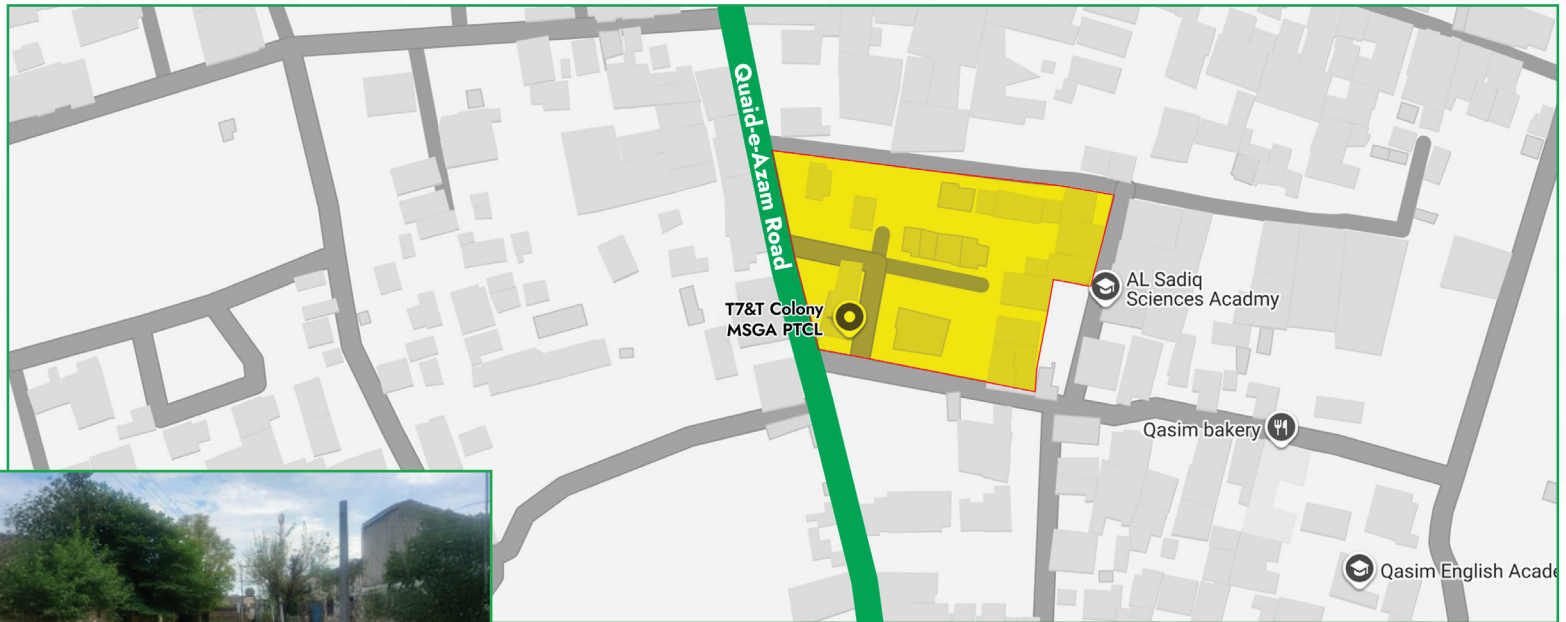 Quaid-e-Azam Road
T7&T Colony
MSGA PTCL
AL Sadiq
Sciences Acadmy
Qasim bakery
Qasim English Acade